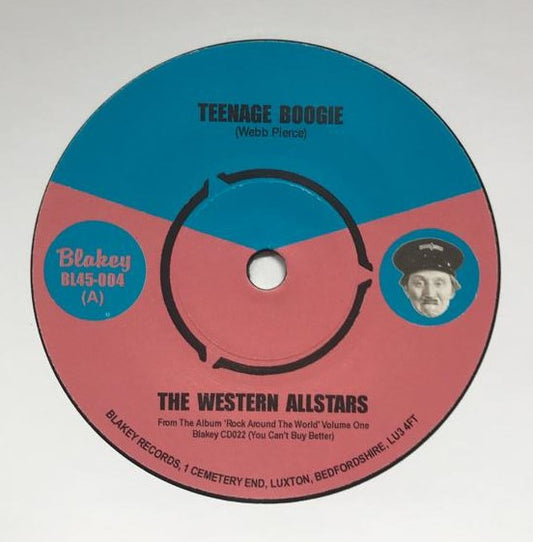 TEENAGE BOOGIE
(Webb Pierce)
Blakey
BL45-004
(A)
THE WESTERN ALLSTARS
From The Album 'Rock Around The World' Volume One
Blakey CD022 (You Can't Buy Better)
BLAKEY RECORDS, 1 CEMETERY END, LUXTON, BEDFORDSHIRE, LU3 4FT